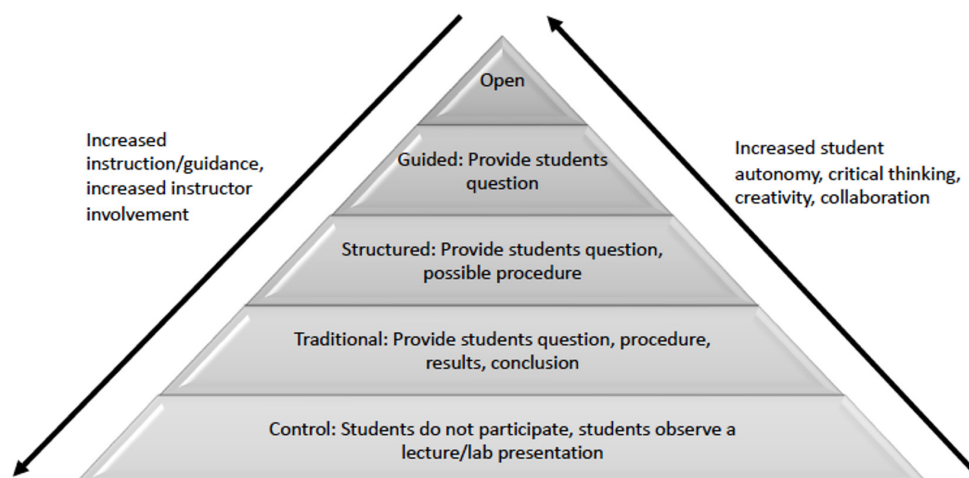 Open
Increased
instruction/guidance,
increased instructor
involvement
Guided: Provide students
question
Increased student
autonomy, critical thinking,
creativity, collaboration
Structured: Provide students question,
possible procedure
Traditional: Provide students question, procedure,
results, conclusion
Control: Students do not participate, students observe a
lecture/lab presentation